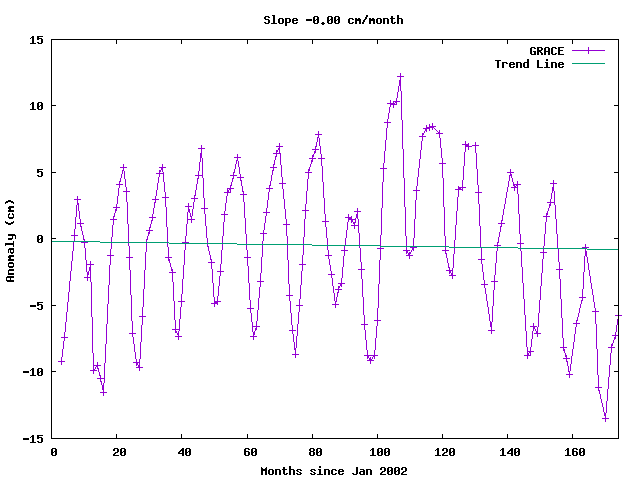 Slope -0.00 cm/month
15
10
5
0
-5
-10
-15
Anomaly (cm)
GRACE
Trend Line
0 20 40 60 80 100 120 140 160
Months since Jan 2002